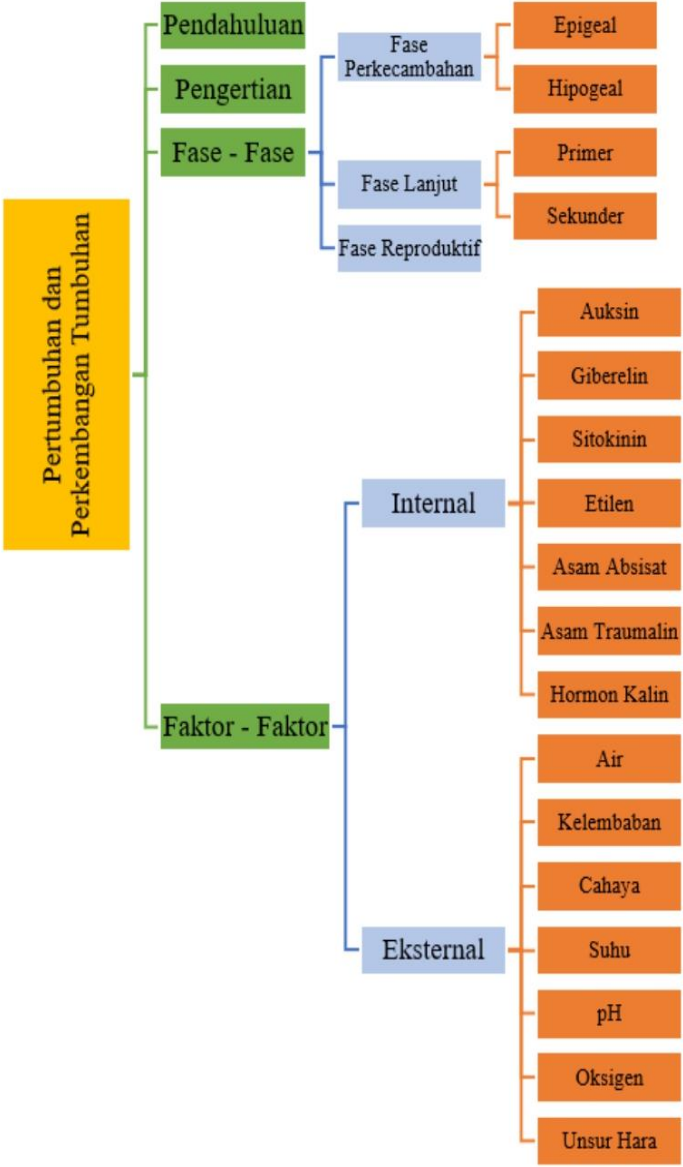 Pertumbuhan dan
Perkembangan Tumbuhan
Pendahuluan
Pengertian
Fase - Fase
Fase
Perkecambahan
Epigeal
Hipogeal
Fase Lanjut
Primer
Sekunder
Fase Reproduktif
Faktor - Faktor
Internal
Auksin
Giberelin
Sitokinin
Etilen
Asam Absisat
Asam Traumalin
Hormon Kalin
Eksternal
Air
Kelembaban
Cahaya
Suhu
pH
Oksigen
Unsur Hara